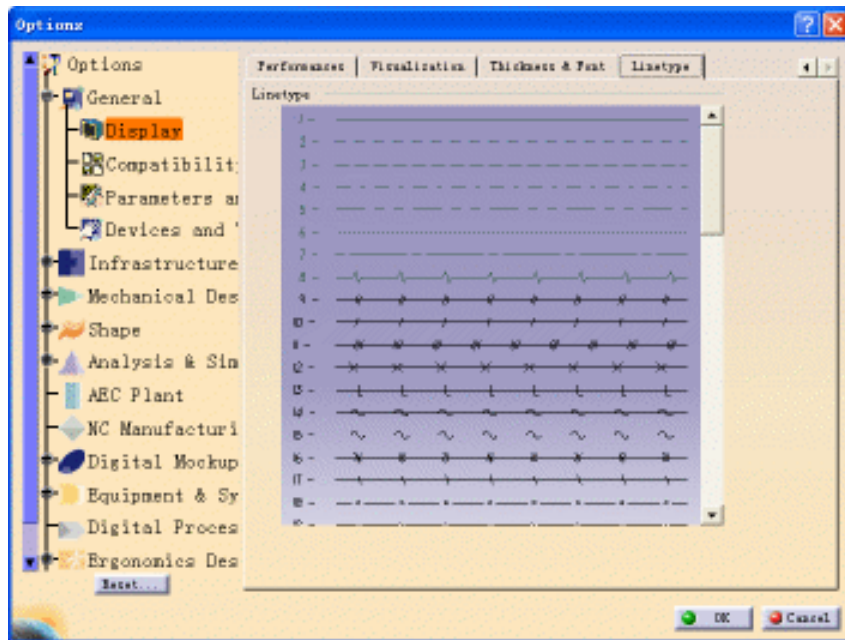 Options
Options
General
Display
Compatibilit
Parameters a
Devices and
Infrastructure
Mechanical Des
Shape
Analysis & Sim
AEC Plant
NC Manufacturi
Digital Mockup
Equipment & Sy
Digital Proces
Ergonomics Des
Reset...
Performances
Visualization
Thickness & Font
Linetype
Linetype
1 -
2 -
3 -
4 -
5 -
6 -
7 -
8 -
9 -
10 -
11 -
12 -
13 -
14 -
15 -
16 -
17 -
18 -
19 -
OK
Cancel